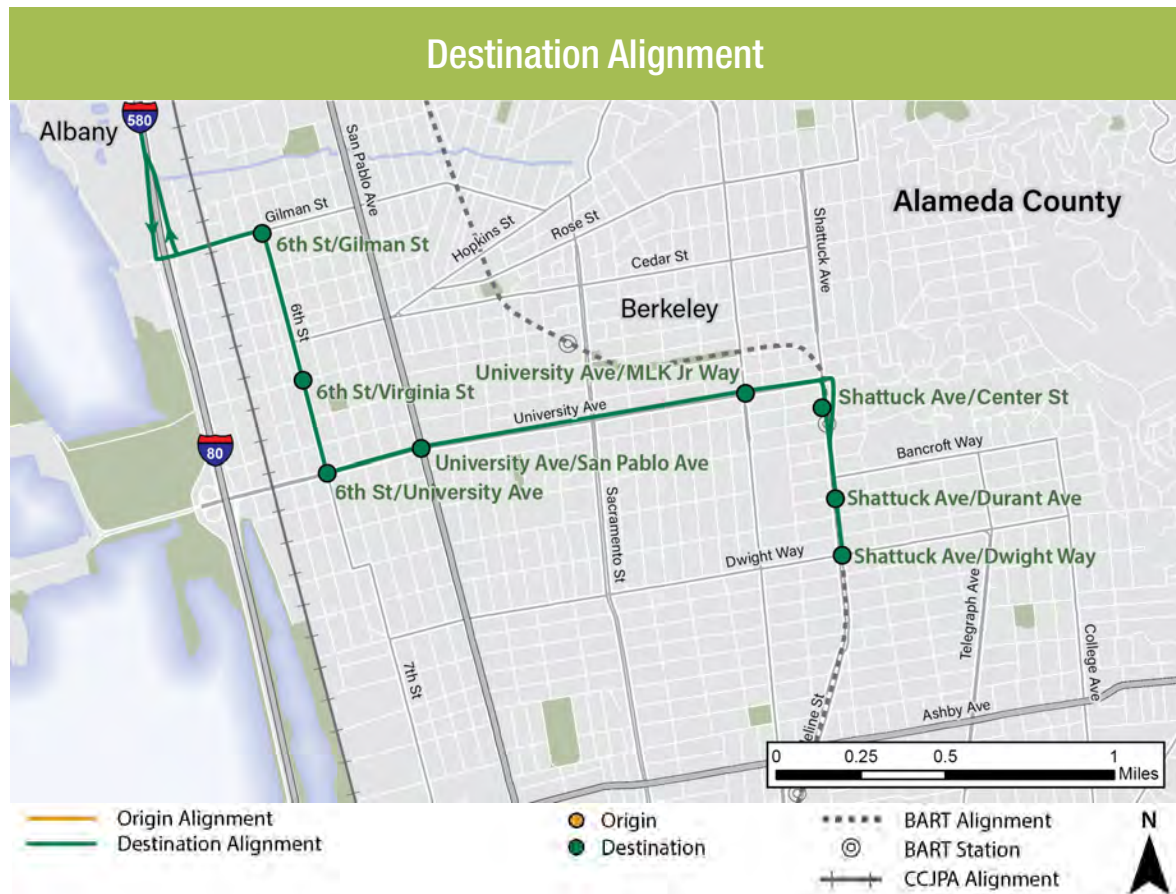 Destination Alignment
580
Albany
San Pablo Ave
Gilman St
6th St/Gilman St
Hopkins St
Rose St
Shattuck Ave
Alameda County
Cedar St
6th St
Berkeley
University Ave/MLK Jr Way
6th St/Virginia St
University Ave
Shattuck Ave/Center St
80
University Ave/San Pablo Ave
Bancroft Way
6th St/University Ave
Sacramento St
Shattuck Ave/Durant Ave
Dwight Way
Shattuck Ave/Dwight Way
Telegraph Ave
College Ave
7th St
eline St
Ashby Ave
0 0.25 0.5 1
Miles
Origin Alignment
Destination Alignment
Origin
Destination
BART Alignment
BART Station
CCJPA Alignment
N